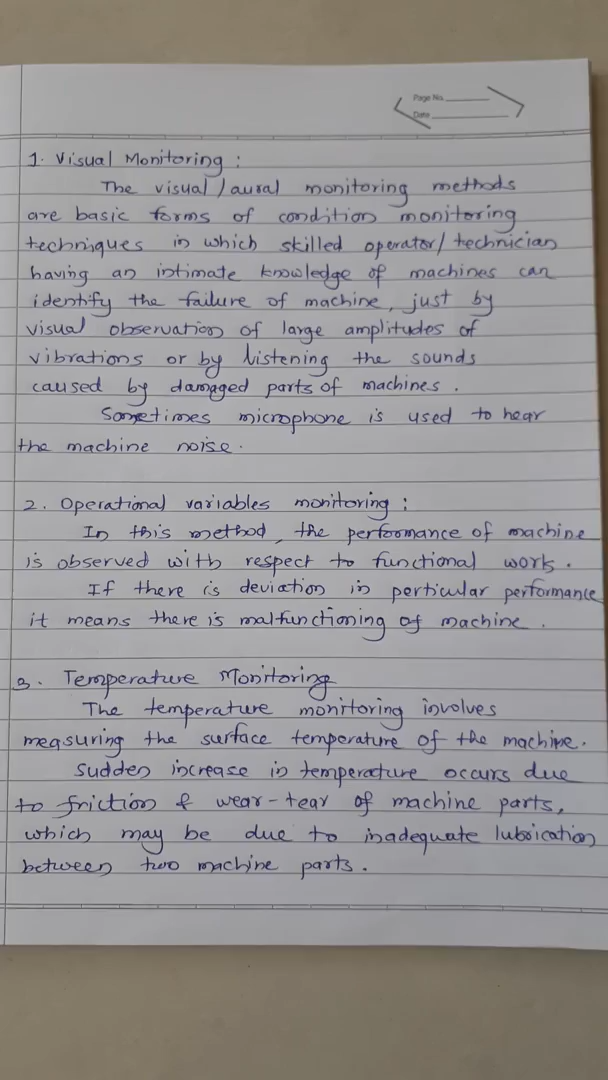 Page No.
Date
1. Visual Monitoring :
The visual / aural monitoring methods
are basic forms of condition monitoring
techniques in which skilled operator/ technician
having an intimate knowledge of machines can
identify the failure of machine, just by
visual observation of large amplitudes of
vibrations or by listening the sounds
caused by damaged parts of machines.
Sometimes microphone is used to hear
the machine noise.
2. Operational variables monitoring :
In this method, the performance of machine
is observed with respect to functional work.
If there is deviation in perticular performance
it means there is malfunctioning of machine.
3. Temperature Monitoring
The temperature monitoring involves
measuring the surface temperature of the machine.
Sudden increase in temperature occurs due
to friction & wear-tear of machine parts,
which may be due to inadequate lubrication
between two machine parts.